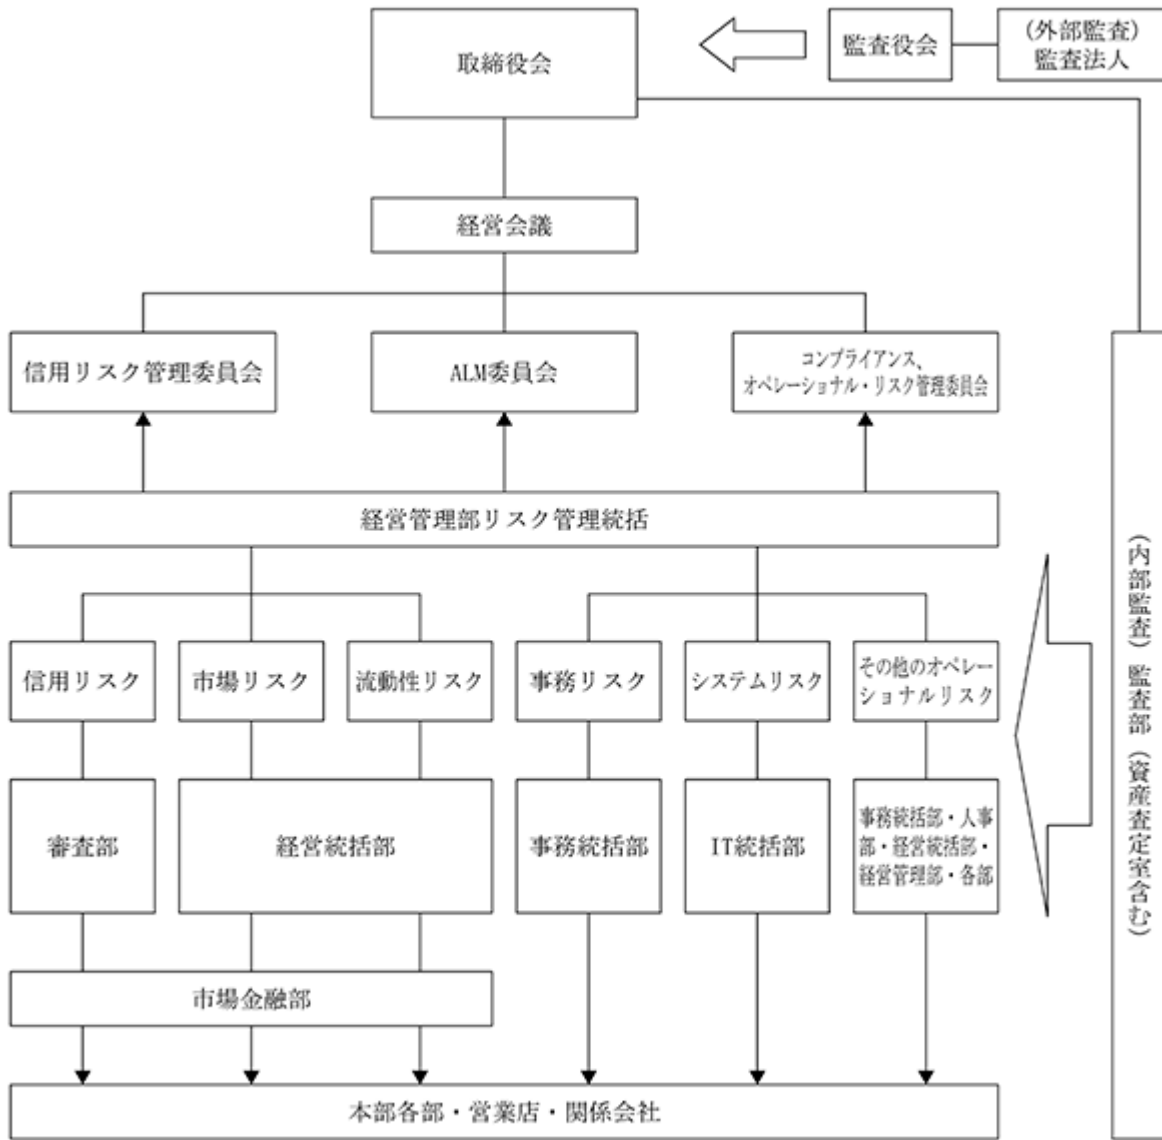 取締役会
監査役会
（外部監査）
監査法人
経営会議
信用リスク管理委員会
ALM委員会
コンプライアンス、
オペレーショナル・リスク管理委員会
経営管理部リスク管理統括
信用リスク
市場リスク
流動性リスク
事務リスク
システムリスク
その他のオペレー
ショナルリスク
審査部
経営統括部
事務統括部
IT統括部
事務統括部・人事
部・経営統括部・
経営管理部・各部
市場金融部
本部各部・営業店・関係会社
（内部監査）監査部（資産査定室含む）